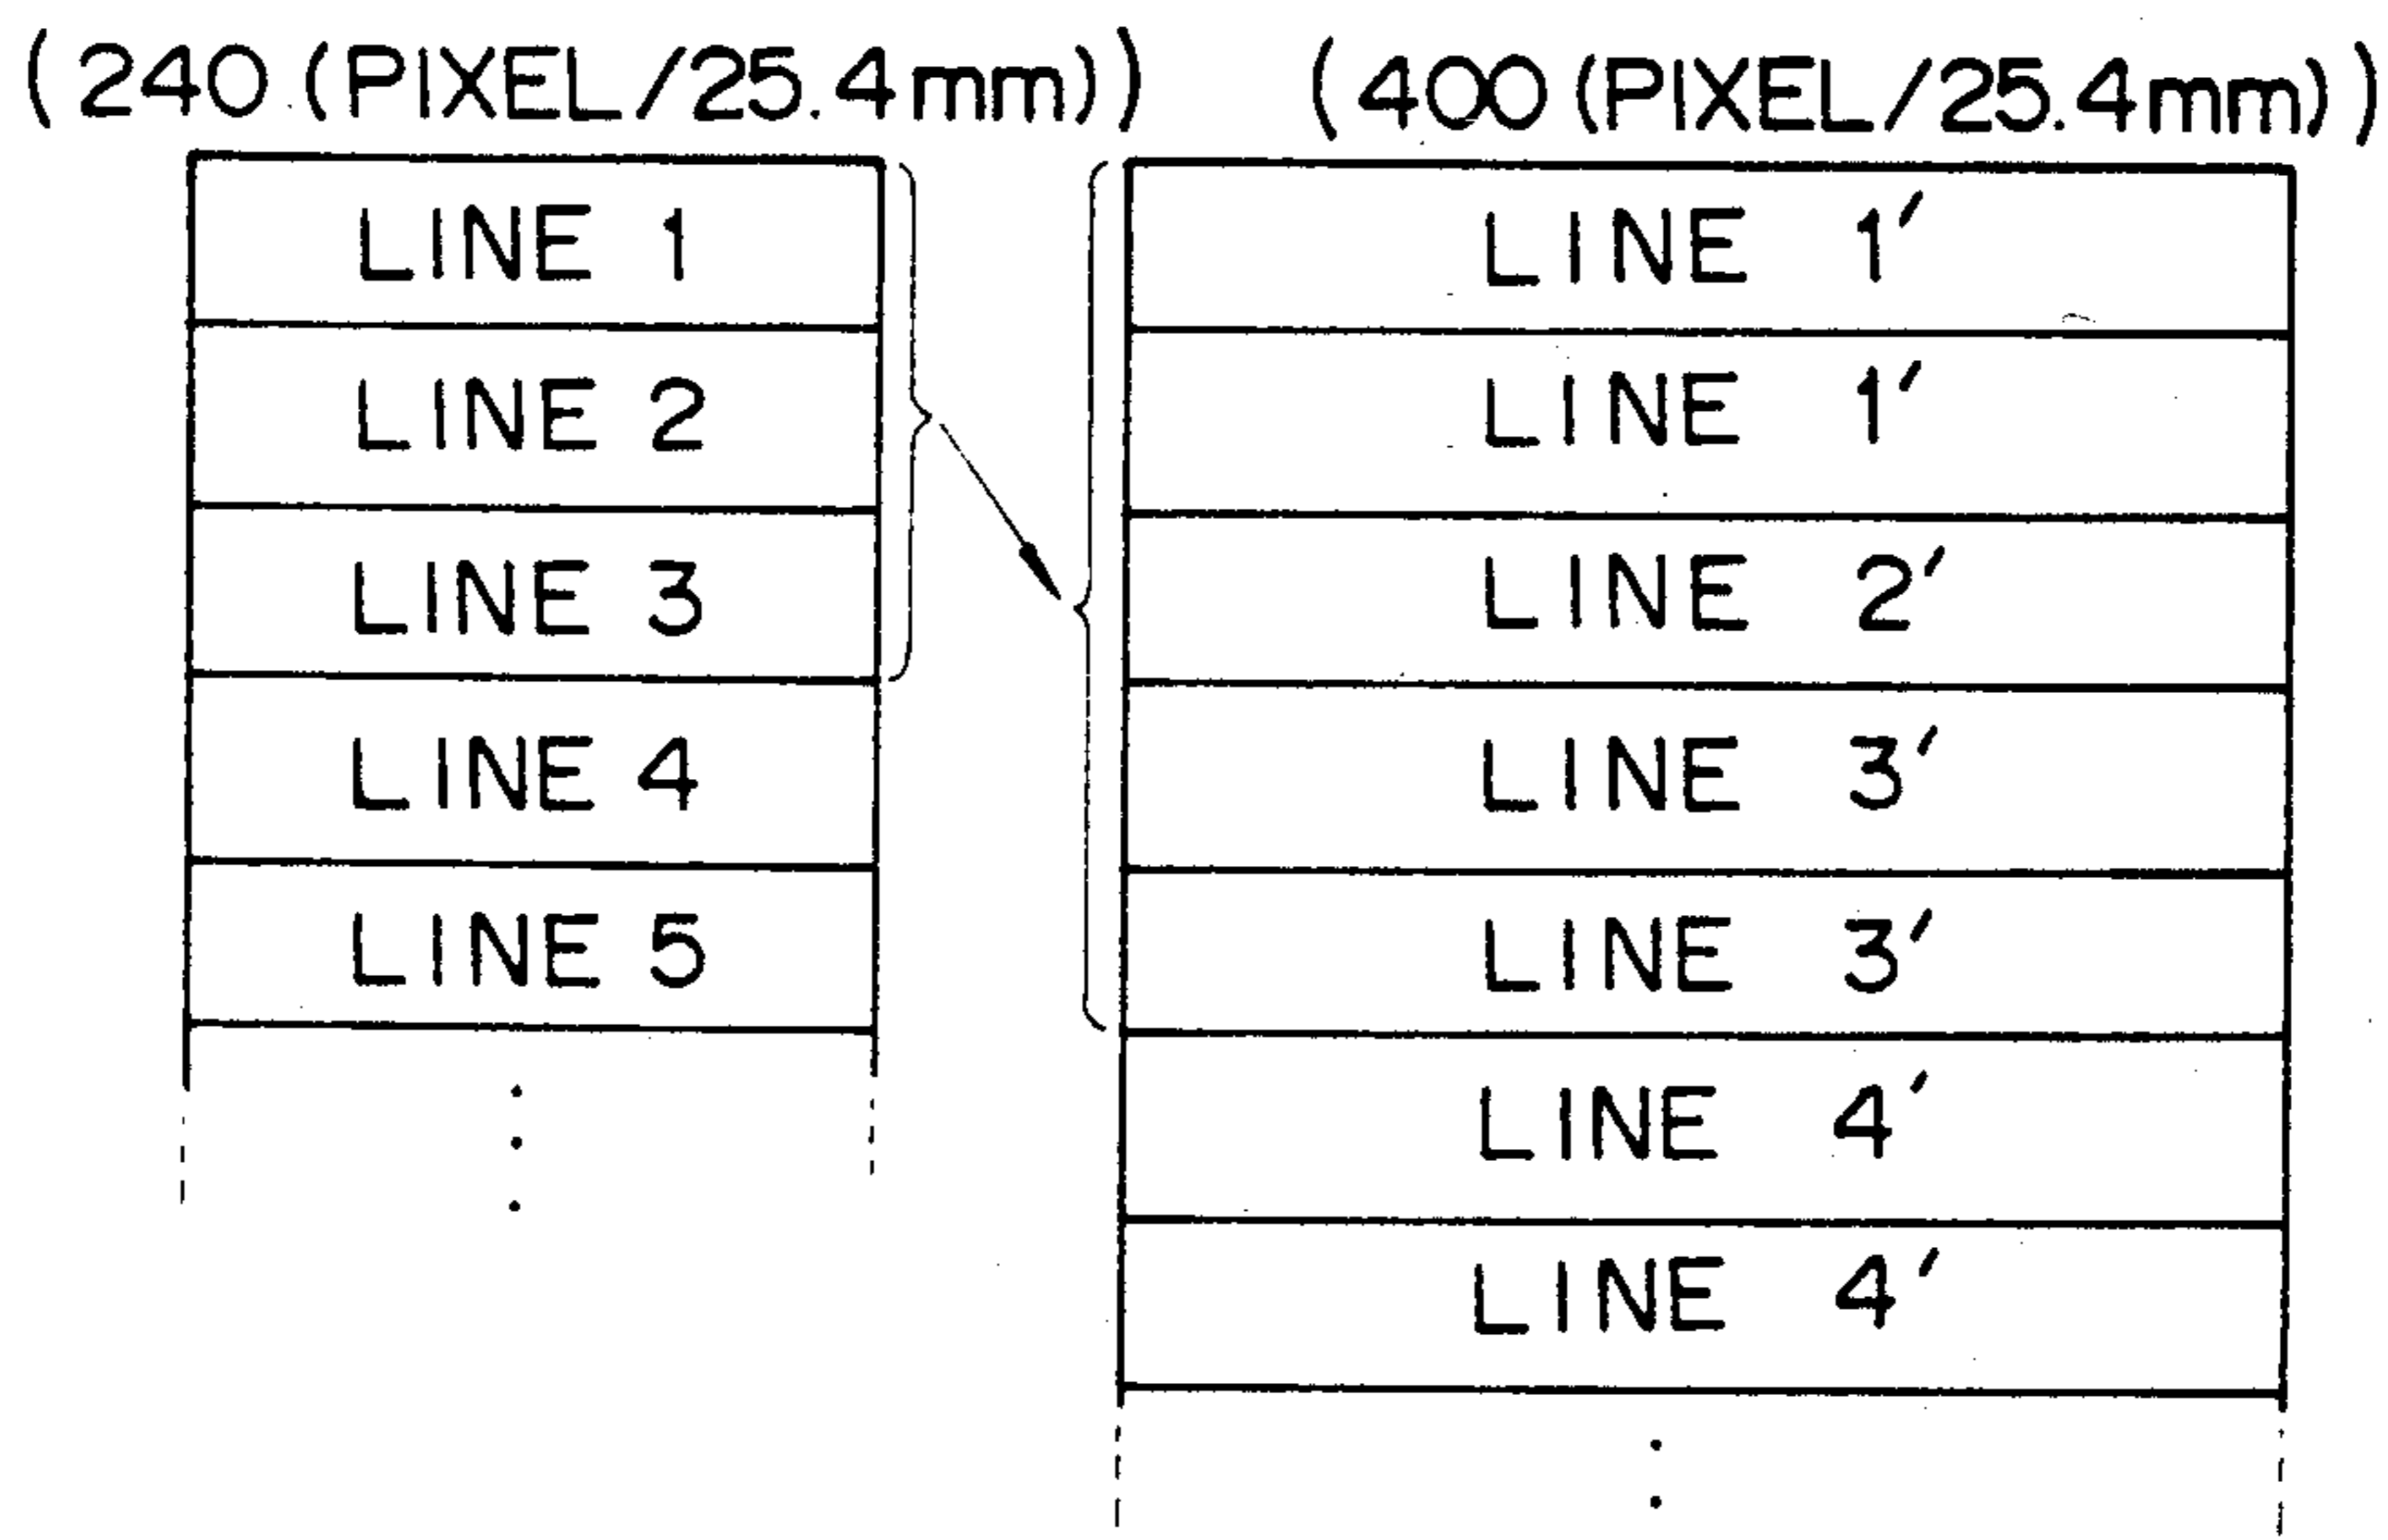 (240 (PIXEL/25.4mm))
LINE 1
LINE 2
LINE 3
LINE 4
LINE 5
(400 (PIXEL/25.4mm))
LINE 1′
LINE 1′
LINE 2′
LINE 3′
LINE 3′
LINE 4′
LINE 4′